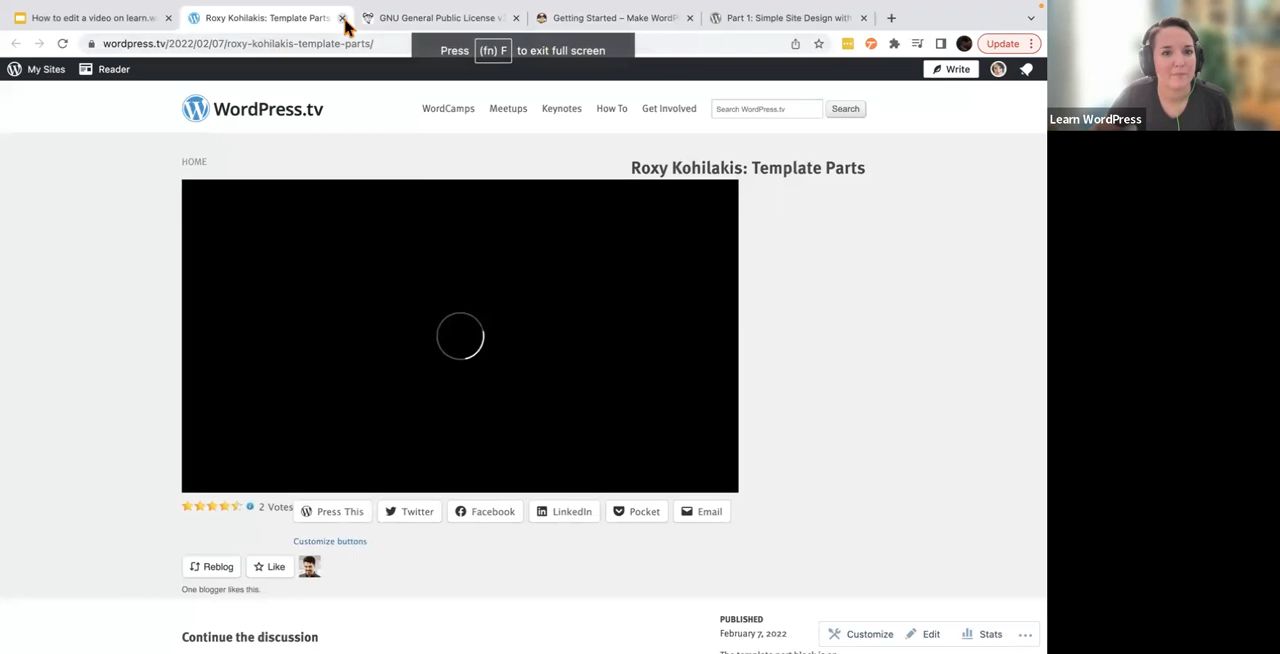 How to edit a video on learn.w
Roxy Kohilakis: Template Parts
GNU General Public License v
Getting Started – Make WordP
Part 1: Simple Site Design with
wordpress.tv/2022/02/07/roxy-kohilakis-template-parts/
Press (fn) F to exit full screen
Update
My Sites
Reader
Write
Learn WordPress
WordPress.tv
WordCamps
Meetups
Keynotes
How To
Get Involved
Search WordPress.tv
Search
HOME
Roxy Kohilakis: Template Parts
2 Votes
Press This
Twitter
Facebook
LinkedIn
Pocket
Email
Customize buttons
Reblog
Like
One blogger likes this.
Continue the discussion
PUBLISHED
February 7, 2022
Customize
Edit
Stats